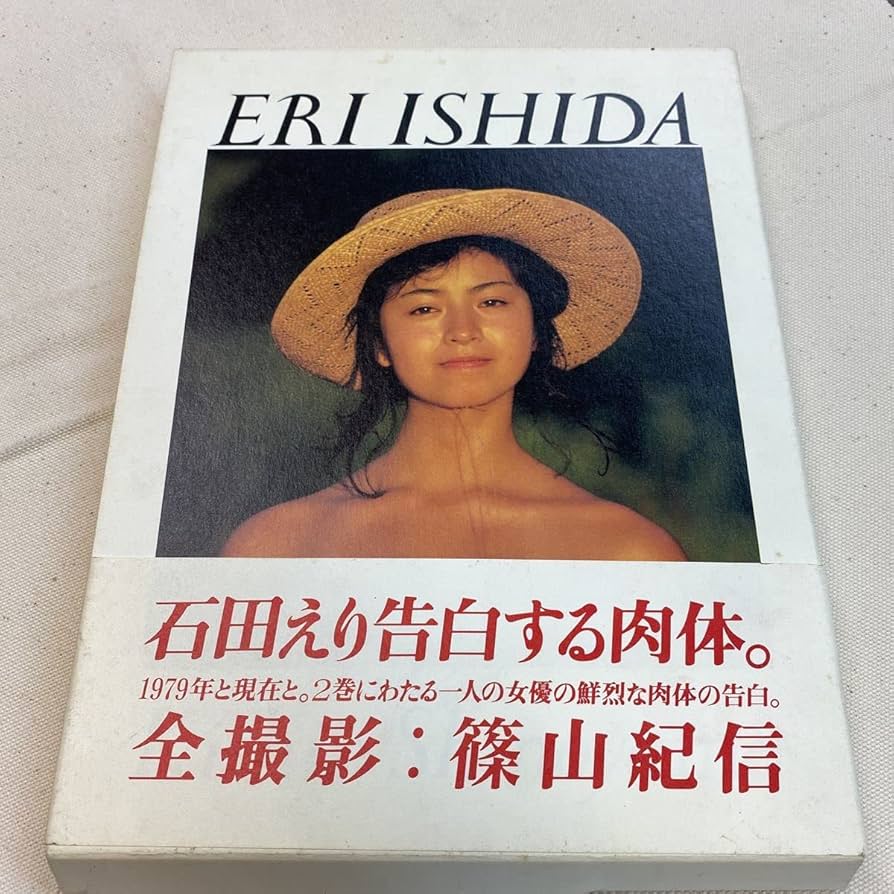 ERI ISHIDA
石田えり告白する肉体。
1979年と現在と。2巻にわたる一人の女優の鮮烈な肉体の告白。
全撮影:篠山紀信